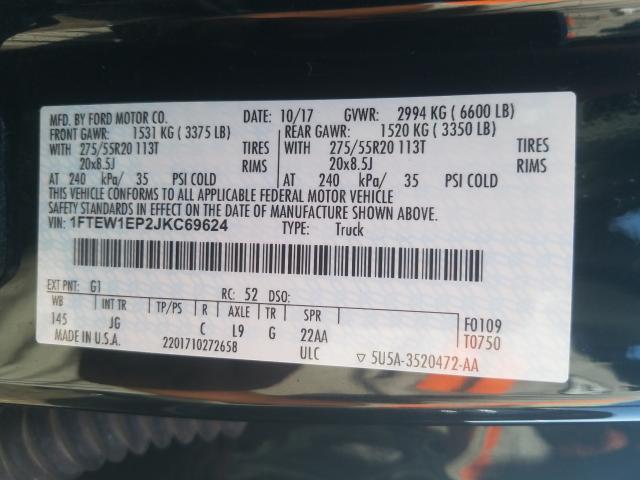 MFD. BY FORD MOTOR CO. DATE: 10/17 GVWR: 2994 KG ( 6600 LB)
FRONT GAWR: 1531 KG ( 3375 LB) REAR GAWR: 1520 KG ( 3350 LB)
WITH 275/55R20 113T TIRES WITH 275/55R20 113T TIRES
20x8.5J RIMS 20x8.5J RIMS
AT 240 kPa/ 35 PSI COLD AT 240 kPa/ 35 PSI COLD
THIS VEHICLE CONFORMS TO ALL APPLICABLE FEDERAL MOTOR VEHICLE
SAFETY STANDARDS IN EFFECT ON THE DATE OF MANUFACTURE SHOWN ABOVE.
VIN: 1FTEW1EP2JKC69624 TYPE: Truck
EXT PNT: G1 RC: 52 DSO:
WB INT TR TP/PS R AXLE TR SPR F0109
145 JG C L9 G 22AA T0750
MADE IN U.S.A. 2201710272658 ULC ▽ 5U5A-3520472-AA